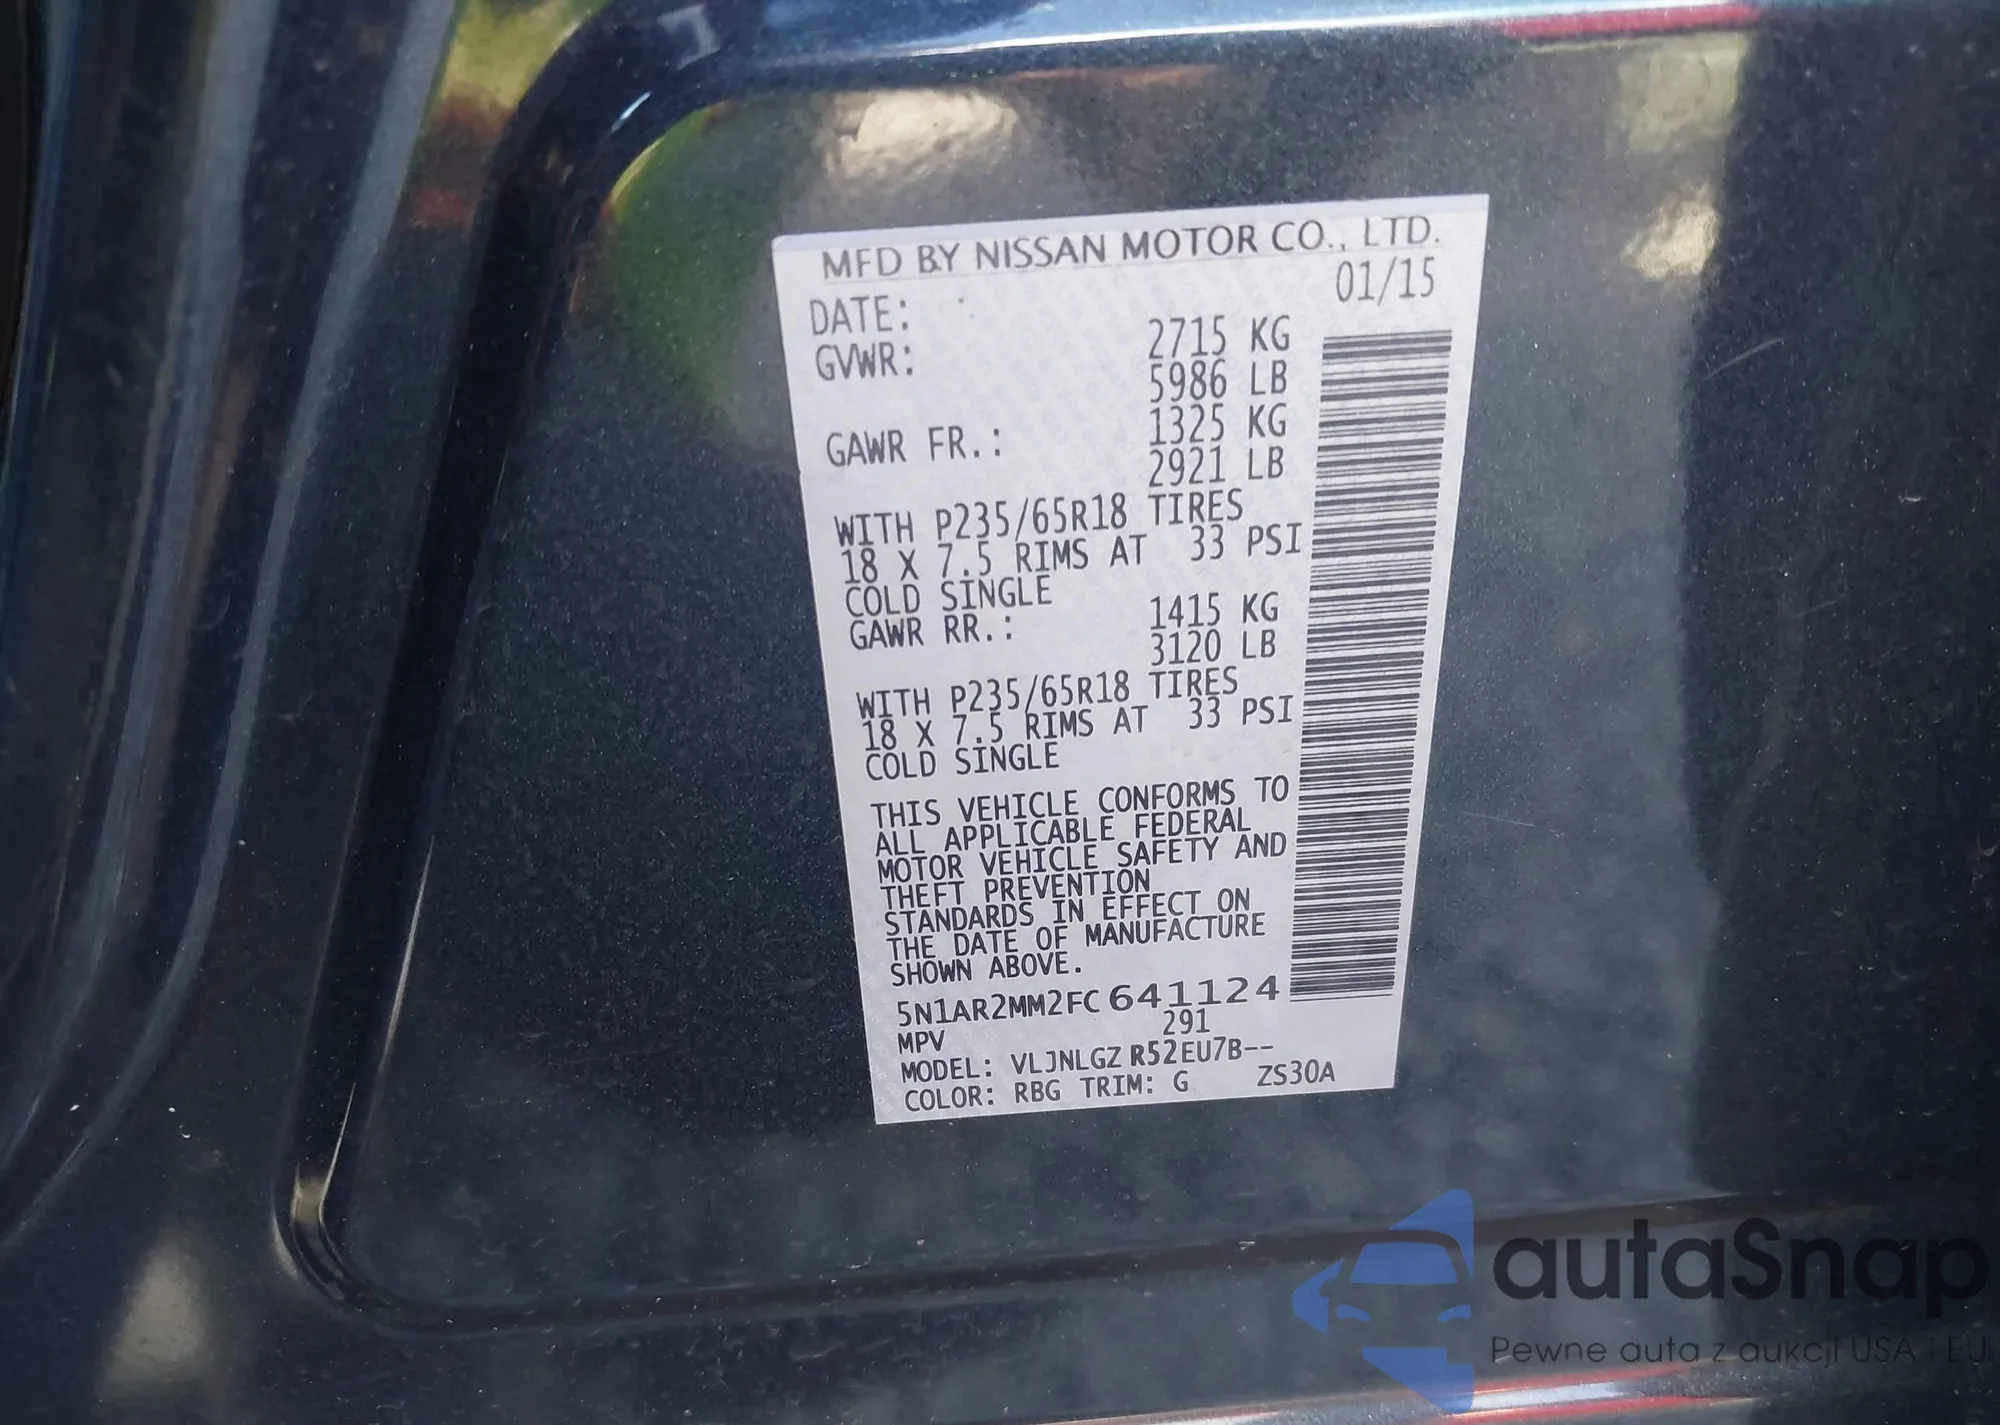 MFD BY NISSAN MOTOR CO., LTD.
DATE: 01/15
GVWR: 2715 KG
5986 LB
GAWR FR.: 1325 KG
2921 LB
WITH P235/65R18 TIRES
18 X 7.5 RIMS AT 33 PSI
COLD SINGLE
GAWR RR.: 1415 KG
3120 LB
WITH P235/65R18 TIRES
18 X 7.5 RIMS AT 33 PSI
COLD SINGLE
THIS VEHICLE CONFORMS TO
ALL APPLICABLE FEDERAL
MOTOR VEHICLE SAFETY AND
THEFT PREVENTION
STANDARDS IN EFFECT ON
THE DATE OF MANUFACTURE
SHOWN ABOVE.
5N1AR2MM2FC641124
MPV 291
MODEL: VLJNLGZ R52EU7B--
COLOR: RBG TRIM: G ZS30A
autaSnap
Pewne auta z aukcji USA i EU